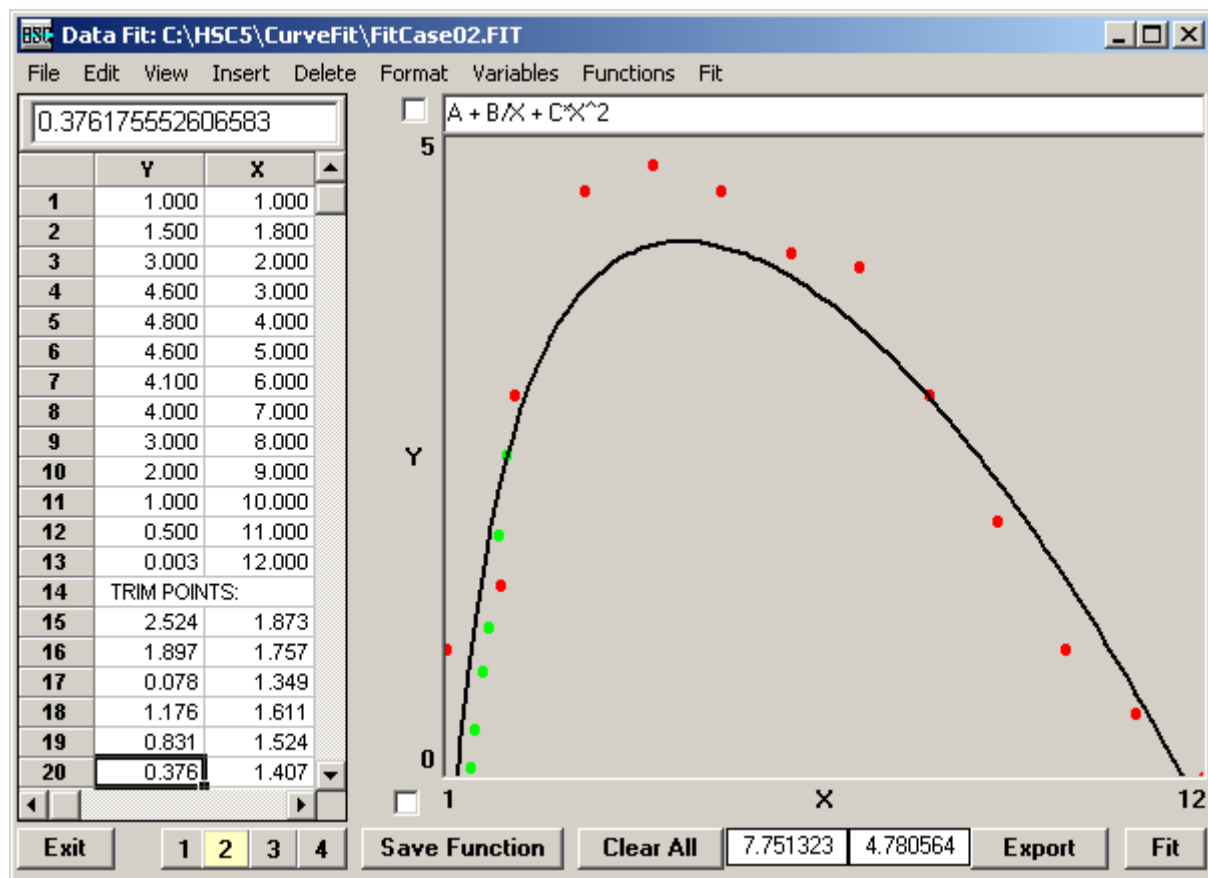 HSC Data Fit: C:\HSC5\CurveFit\FitCase02.FIT
File Edit View Insert Delete Format Variables Functions Fit
0.376175552606583
A + B/X + C*X^2
Y X
1 1.000 1.000
2 1.500 1.800
3 3.000 2.000
4 4.600 3.000
5 4.800 4.000
6 4.600 5.000
7 4.100 6.000
8 4.000 7.000
9 3.000 8.000
10 2.000 9.000
11 1.000 10.000
12 0.500 11.000
13 0.003 12.000
14 TRIM POINTS:
15 2.524 1.873
16 1.897 1.757
17 0.078 1.349
18 1.176 1.611
19 0.831 1.524
20 0.376 1.407
5
Y
0
1 X 12
Exit 1 2 3 4 Save Function Clear All 7.751323 4.780564 Export Fit